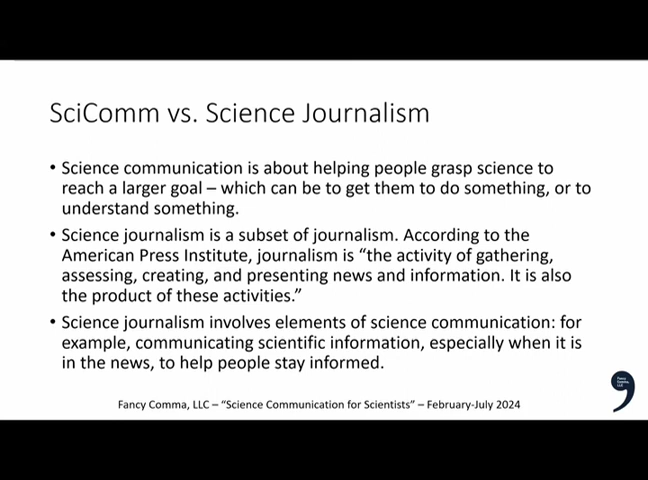 SciComm vs. Science Journalism
• Science communication is about helping people grasp science to
reach a larger goal – which can be to get them to do something, or to
understand something.
• Science journalism is a subset of journalism. According to the
American Press Institute, journalism is “the activity of gathering,
assessing, creating, and presenting news and information. It is also
the product of these activities.”
• Science journalism involves elements of science communication: for
example, communicating scientific information, especially when it is
in the news, to help people stay informed.
Fancy Comma, LLC – “Science Communication for Scientists” – February-July 2024
Fancy
Comma,
LLC